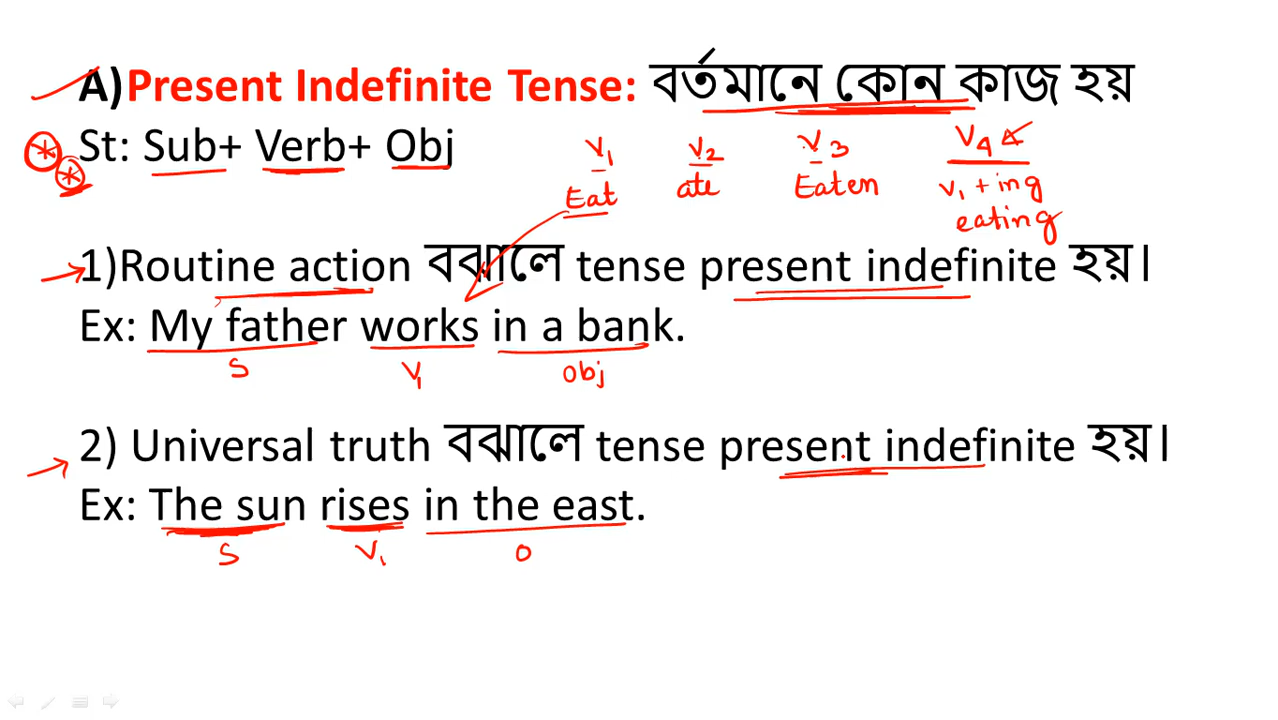 A)Present Indefinite Tense: বর্তমানে কোন কাজ হয়
St: Sub+ Verb+ Obj
V1 V2 V3 V4
Eat ate Eaten V1 + ing
eating
1)Routine action বঝালে tense present indefinite হয়।
Ex: My father works in a bank.
S V1 Obj
2) Universal truth বঝালে tense present indefinite হয়।
Ex: The sun rises in the east.
S V1 O